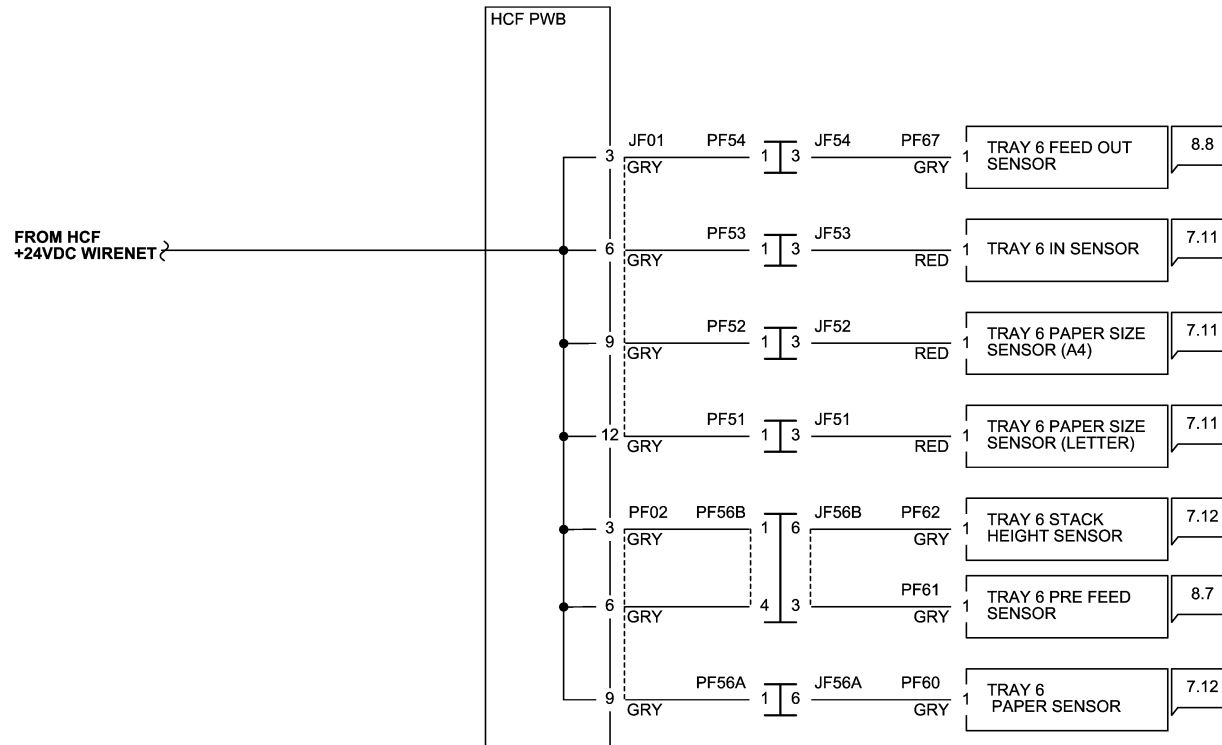 HCF PWB
FROM HCF
+24VDC WIRENET
3 JF01 GRY PF54 1 3 JF54 PF67 GRY 1
TRAY 6 FEED OUT
SENSOR
8.8
6 GRY PF53 1 3 JF53 RED 1
TRAY 6 IN SENSOR
7.11
9 GRY PF52 1 3 JF52 RED 1
TRAY 6 PAPER SIZE
SENSOR (A4)
7.11
12 GRY PF51 1 3 JF51 RED 1
TRAY 6 PAPER SIZE
SENSOR (LETTER)
7.11
3 PF02 GRY PF56B 1 6 JF56B PF62 GRY 1
TRAY 6 STACK
HEIGHT SENSOR
7.12
6 GRY 4 3 PF61 GRY 1
TRAY 6 PRE FEED
SENSOR
8.7
9 GRY PF56A 1 6 JF56A PF60 GRY 1
TRAY 6
PAPER SENSOR
7.12